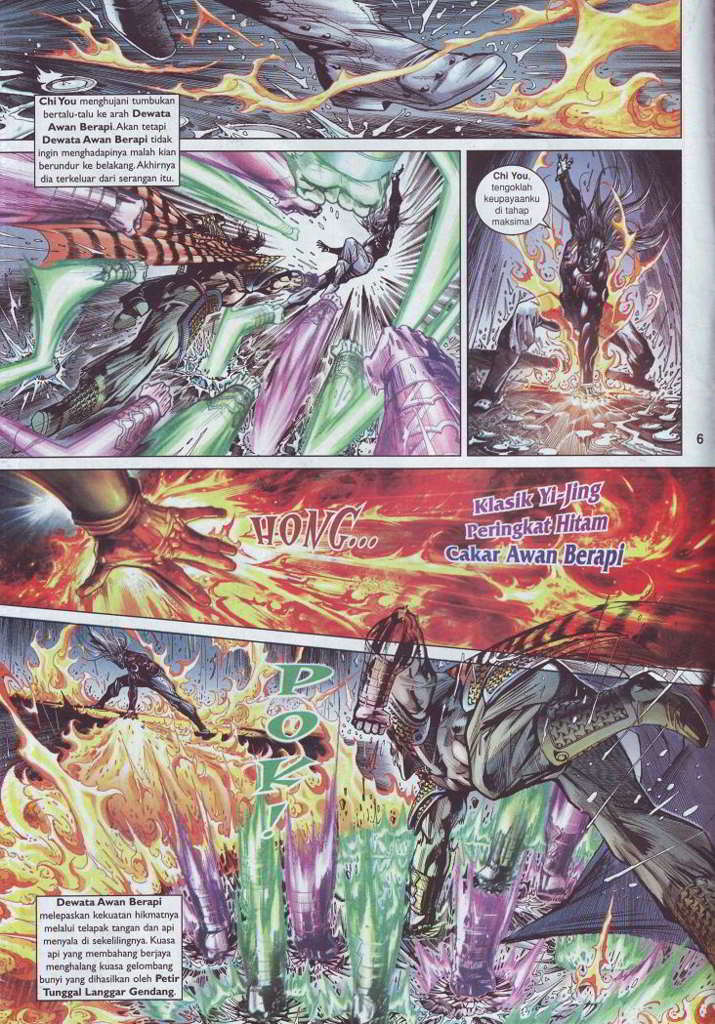 Chi You menghujani tumbukan
bertalu-talu ke arah Dewata
Awan Berapi. Akan tetapi
Dewata Awan Berapi tidak
ingin menghadapinya malah kian
berundur ke belakang. Akhirnya
dia terkeluar dari serangan itu.
Chi You,
tengoklah
keupayaanku
di tahap
maksima!
6
HONG...
Klasik Yi-Jing
Peringkat Hitam
Cakar Awan Berapi
POK!
Dewata Awan Berapi
melepaskan kekuatan hikmatnya
melalui telapak tangan dan api
menyala di sekelilingnya. Kuasa
api yang membahang berjaya
menghalang kuasa gelombang
bunyi yang dihasilkan oleh Petir
Tunggal Langgar Gendang.